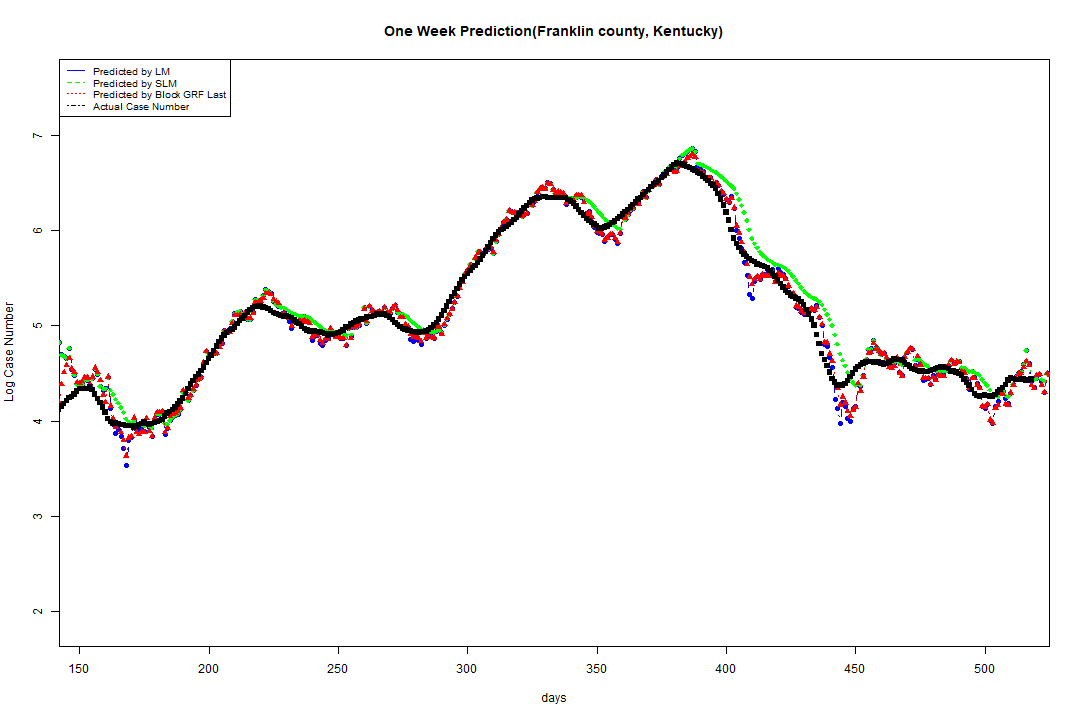 One Week Prediction(Franklin county, Kentucky)
Predicted by LM
Predicted by SLM
Predicted by Block GRF Last
Actual Case Number
Log Case Number
7
6
5
4
3
2
150 200 250 300 350 400 450 500
days